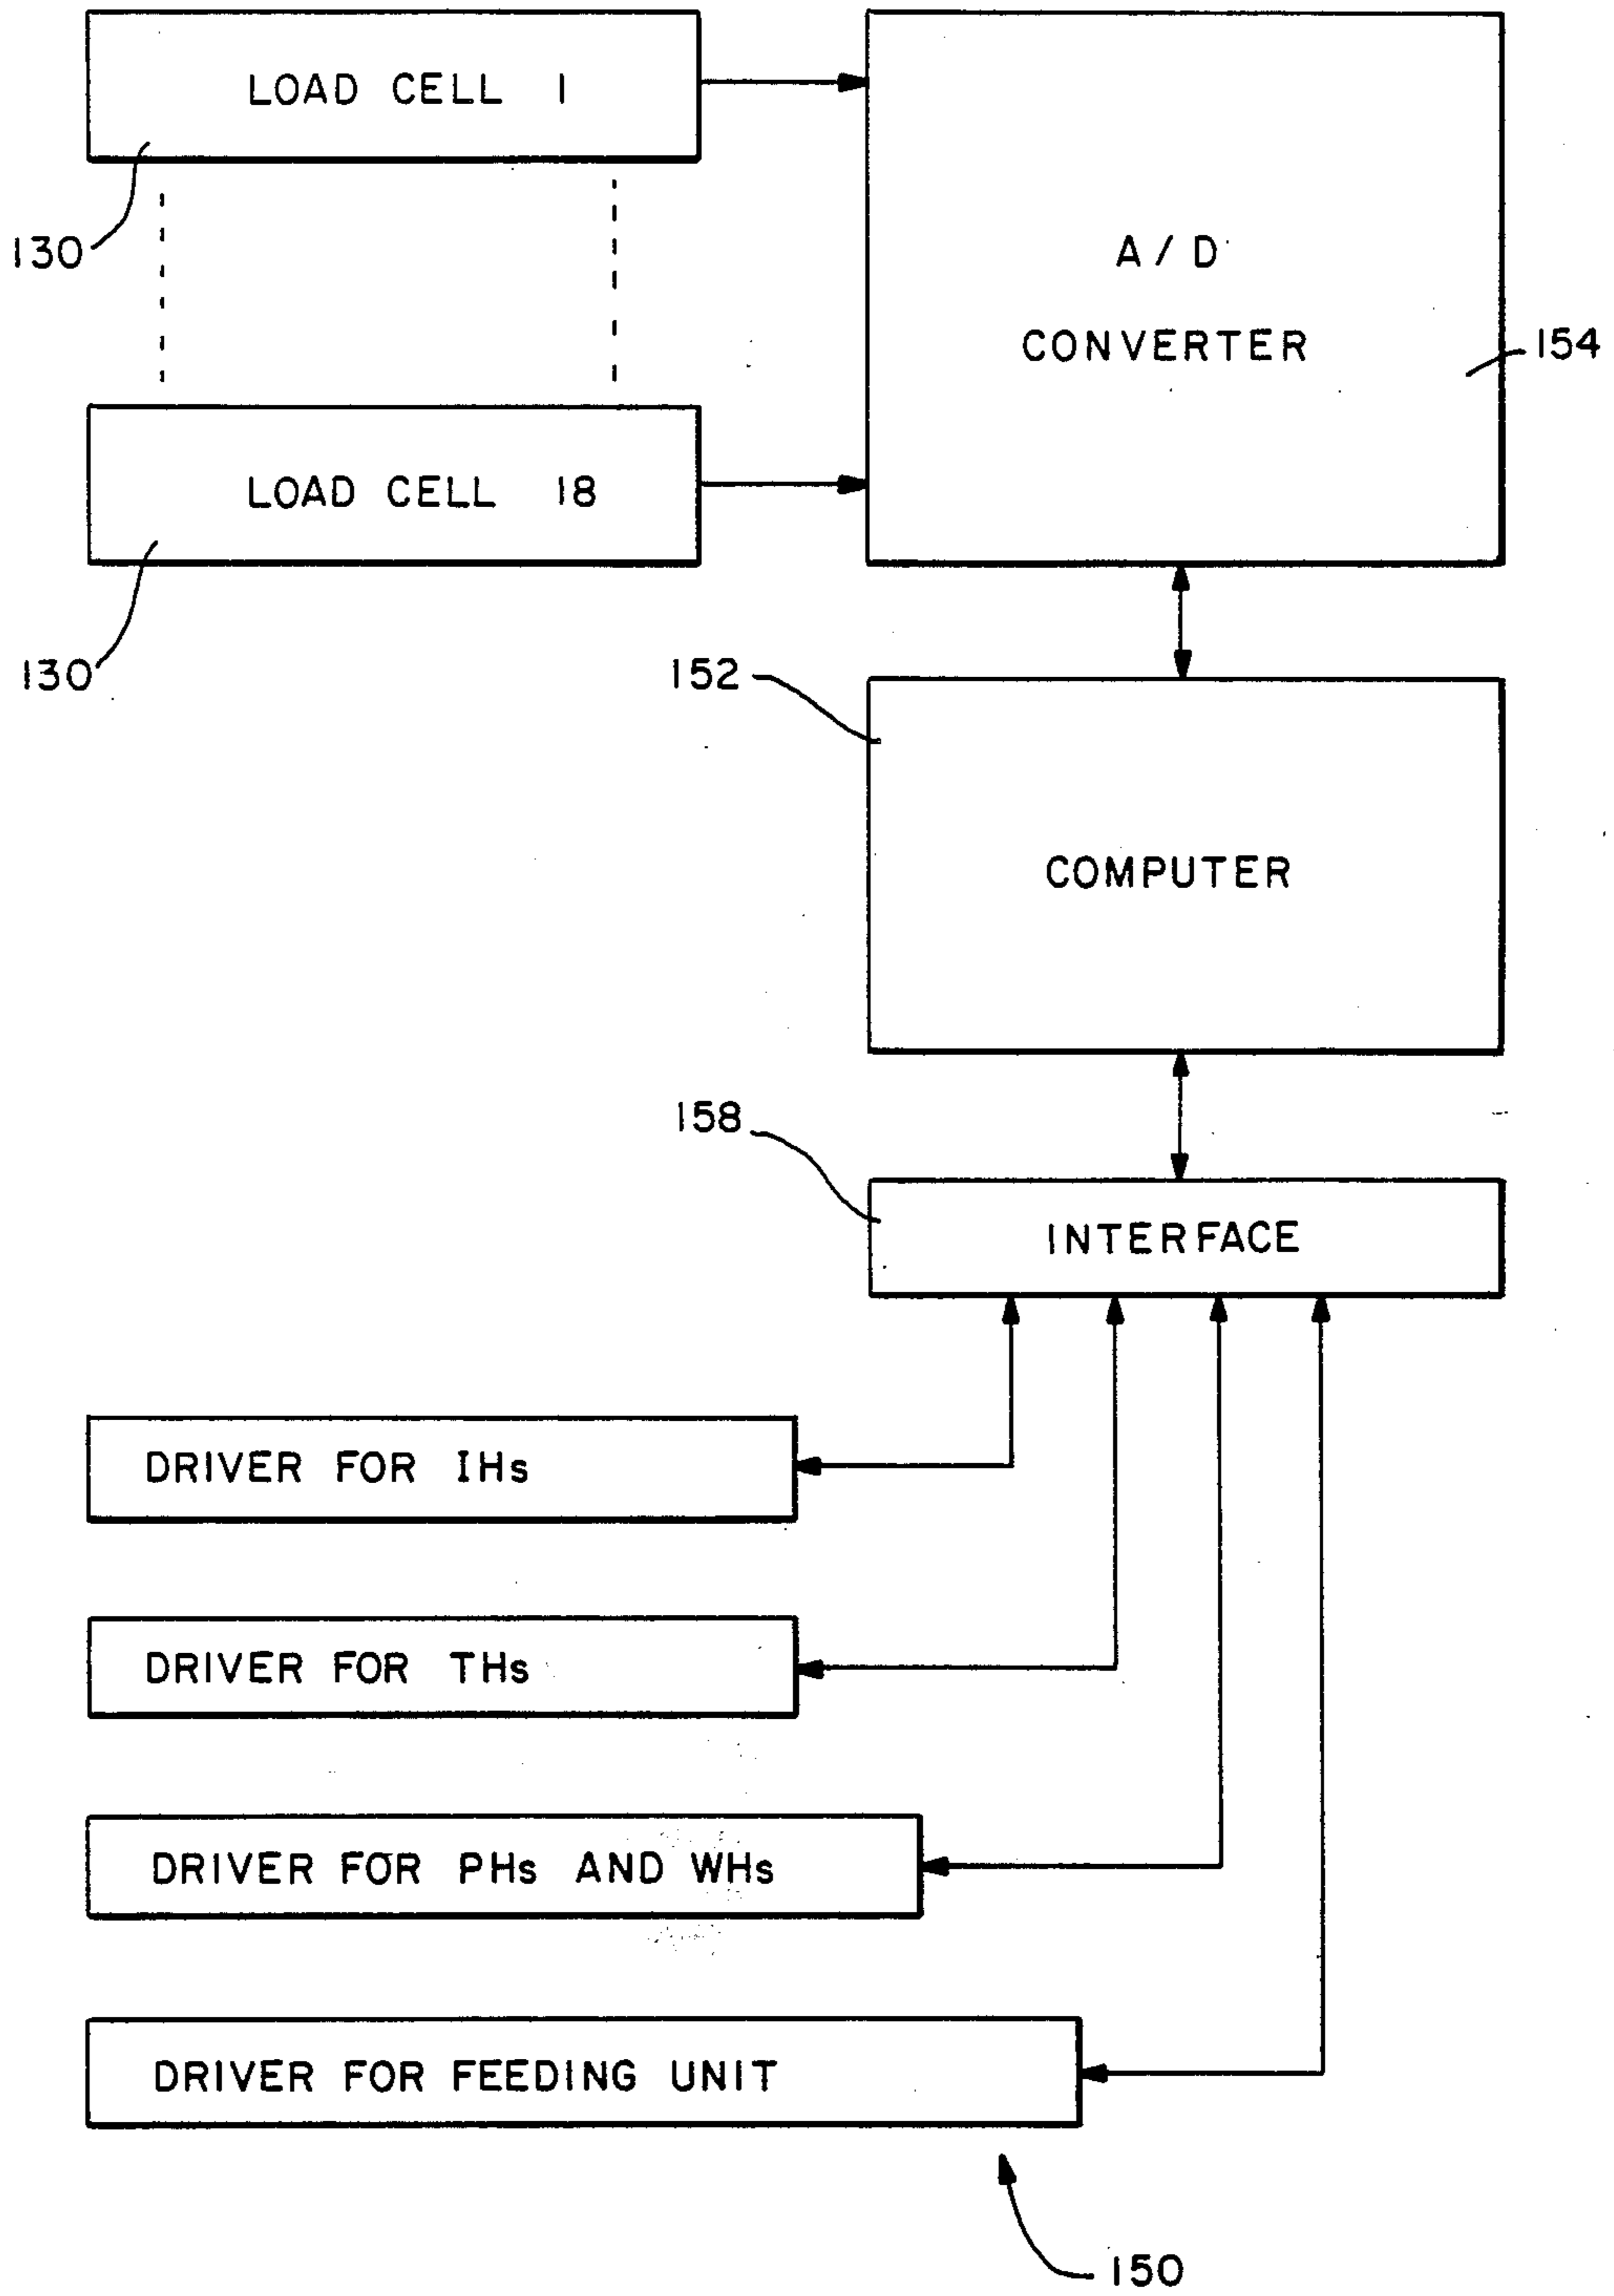 LOAD CELL 1
130
A/D
CONVERTER
154
LOAD CELL 18
130
152
COMPUTER
158
INTERFACE
DRIVER FOR IHs
DRIVER FOR THs
DRIVER FOR PHs AND WHs
DRIVER FOR FEEDING UNIT
150